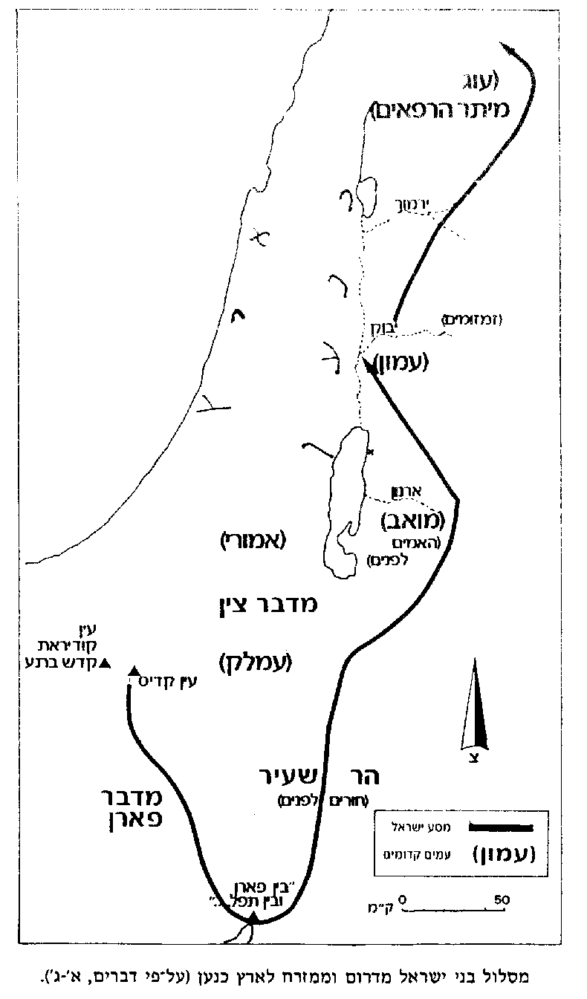 (עוג
מיתר הרפאים)
ירמוך
יבוק
(זמזומים)
(עמון)
ארנון
(מואב)
(האמים
לפנים)
(אמורי)
מדבר צין
(עמלק)
עין
קודיראת
קדש ברנע
עין קדיס
הר שעיר
(חורים לפנים)
מדבר
פארן
"בין פארן
ובין תפל..."
צ
מסע ישראל
(עמון) עמים קדומים
0 50 ק"מ
מסלול בני ישראל מדרום וממזרח לארץ כנען (על־פי דברים, א'-ג').